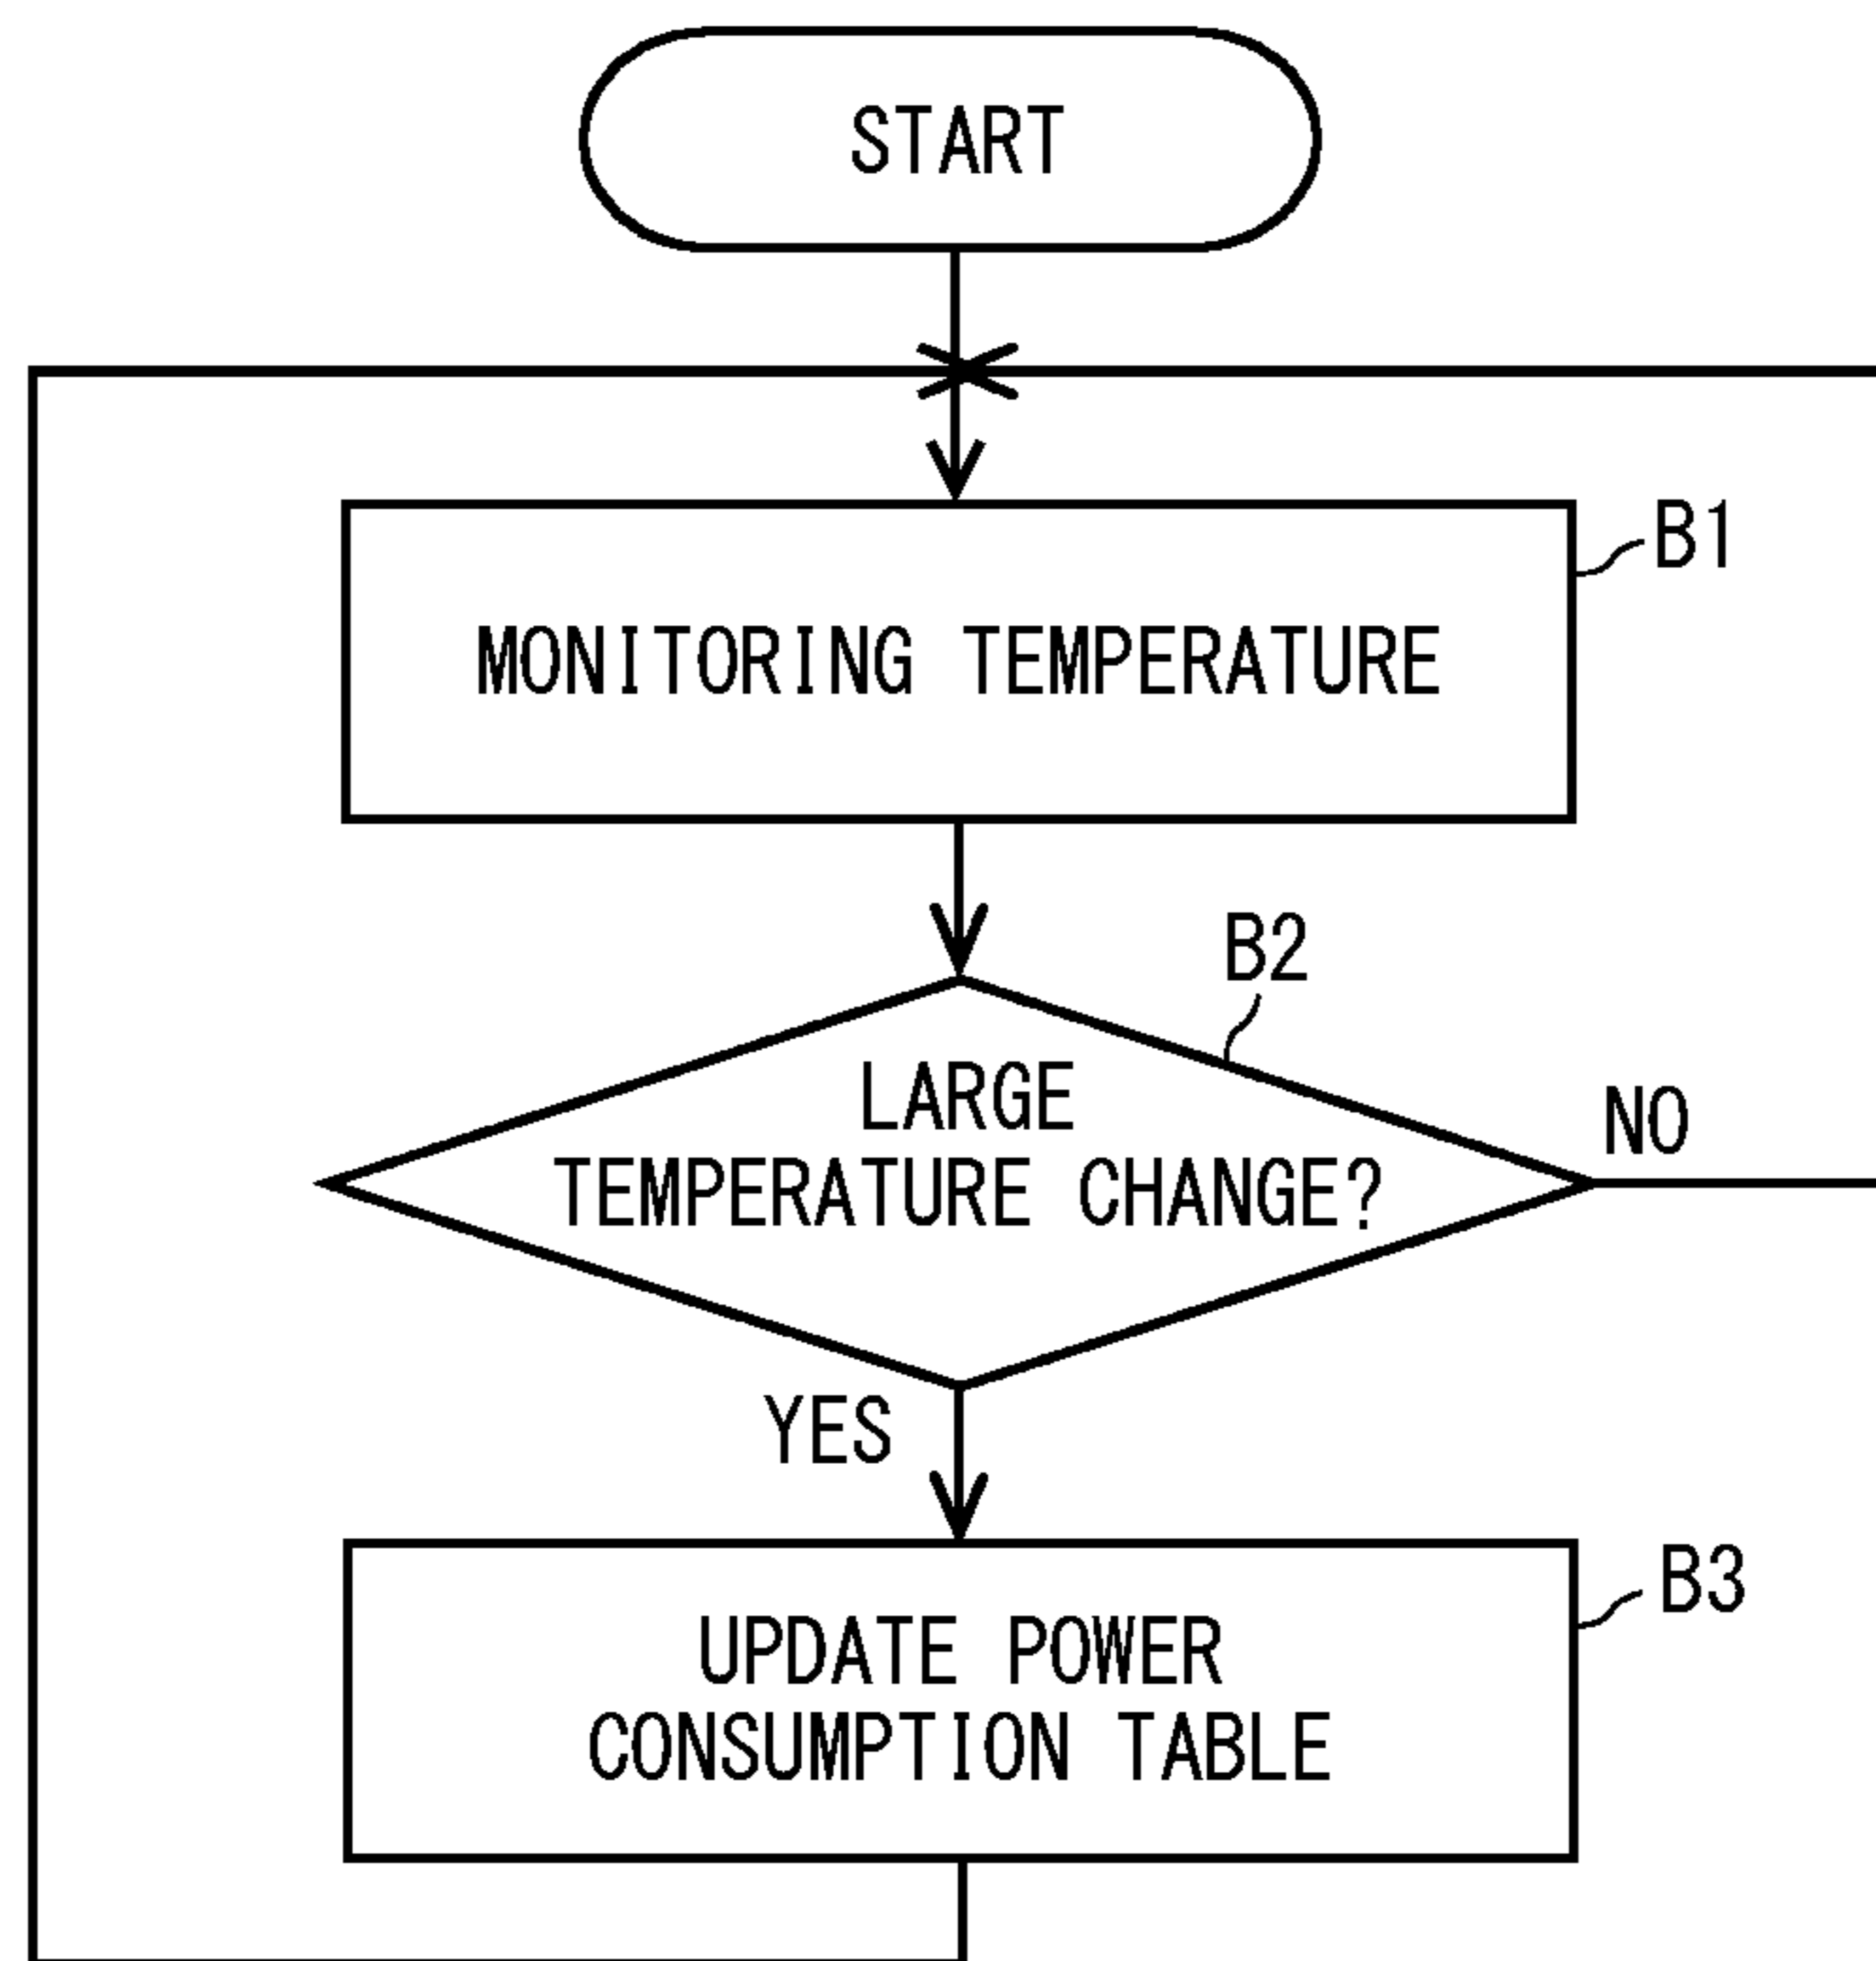 START
B1
MONITORING TEMPERATURE
B2
LARGE
TEMPERATURE CHANGE?
NO
YES
B3
UPDATE POWER
CONSUMPTION TABLE